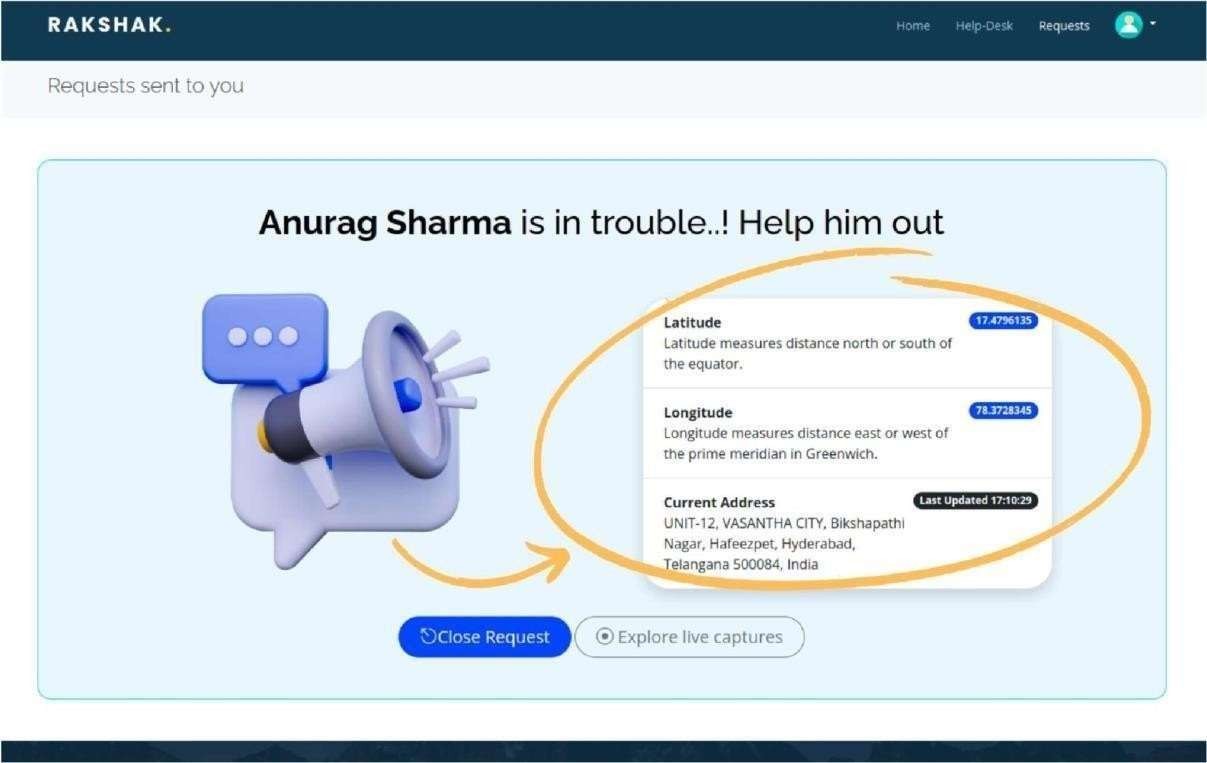 RAKSHAK.
Home Help-Desk Requests
Requests sent to you
Anurag Sharma is in trouble..! Help him out
Latitude 17.4796135
Latitude measures distance north or south of
the equator.
Longitude 78.3728345
Longitude measures distance east or west of
the prime meridian in Greenwich.
Current Address Last Updated 17:10:29
UNIT-12, VASANTHA CITY, Bikshapathi
Nagar, Hafeezpet, Hyderabad,
Telangana 500084, India
Close Request Explore live captures